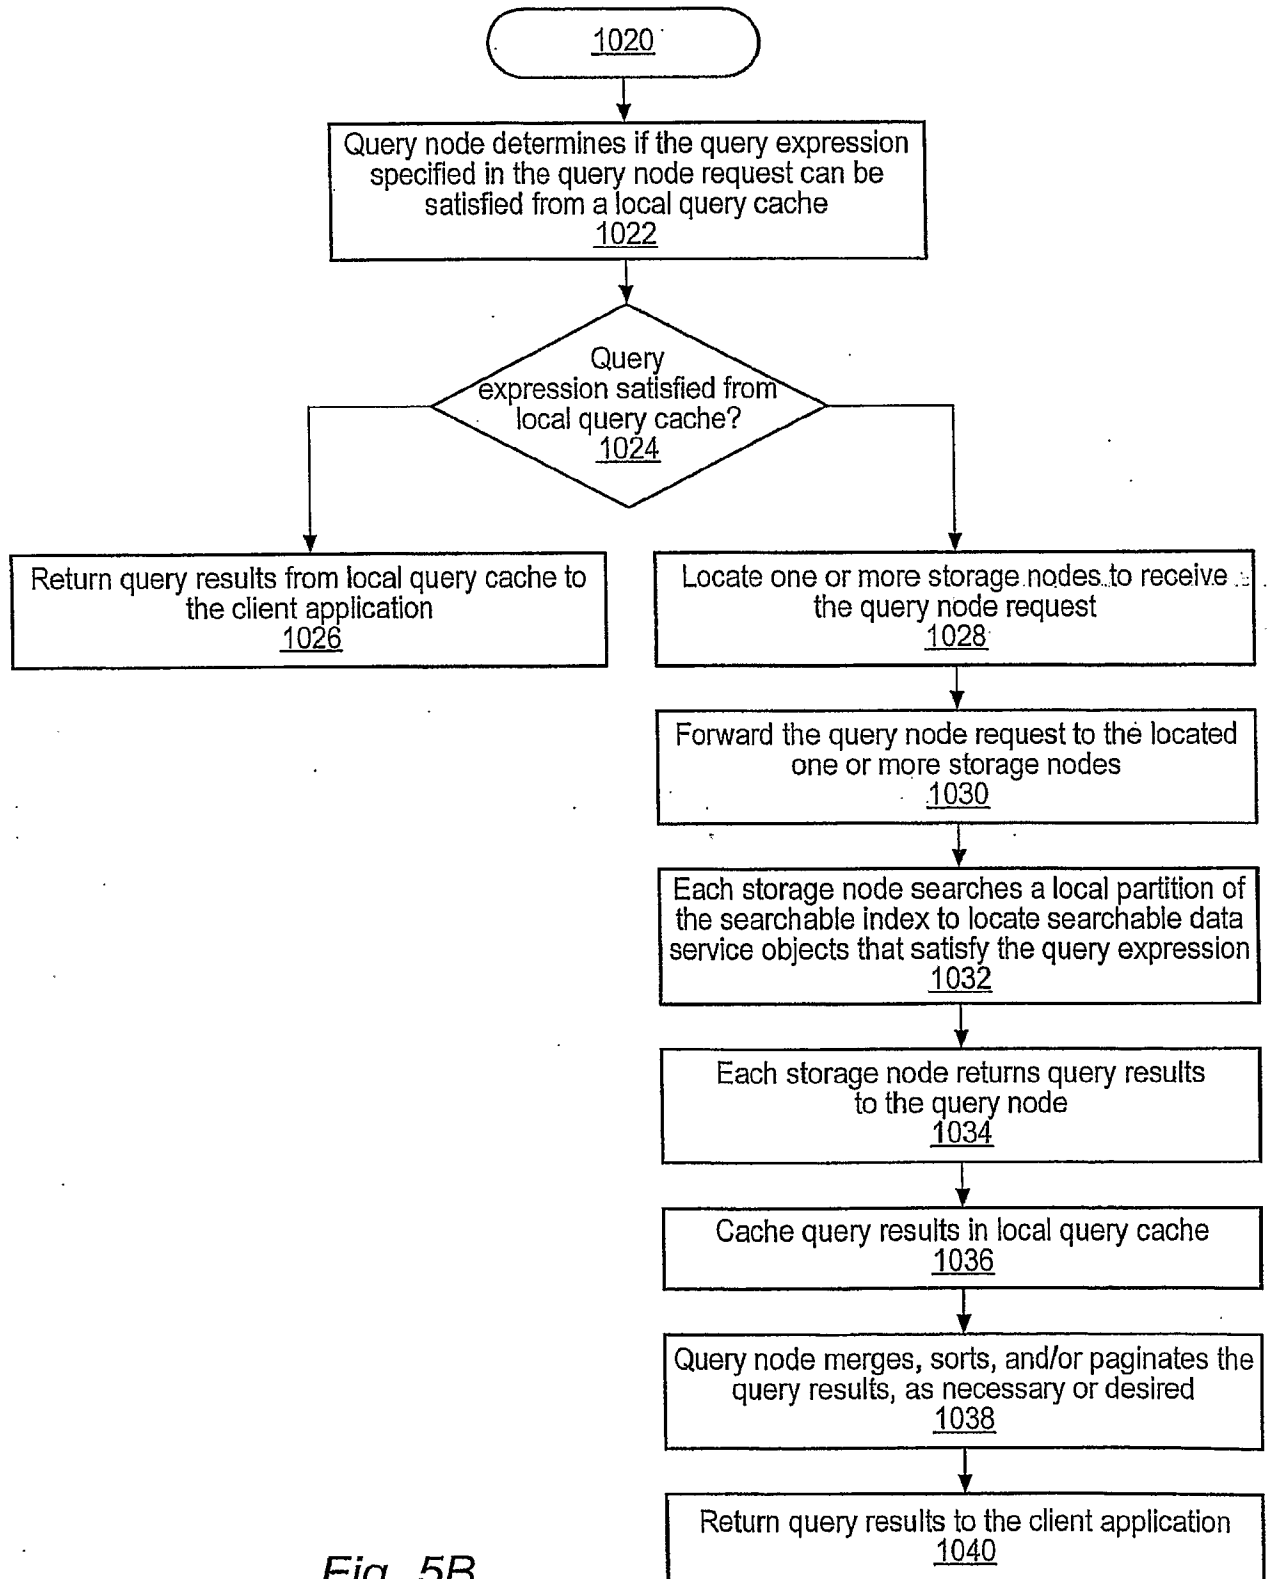 1020
Query node determines if the query expression
specified in the query node request can be
satisfied from a local query cache
1022
Query
expression satisfied from
local query cache?
1024
Return query results from local query cache to
the client application
1026
Locate one or more storage nodes to receive
the query node request
1028
Forward the query node request to the located
one or more storage nodes
1030
Each storage node searches a local partition of
the searchable index to locate searchable data
service objects that satisfy the query expression
1032
Each storage node returns query results
to the query node
1034
Cache query results in local query cache
1036
Query node merges, sorts, and/or paginates the
query results, as necessary or desired
1038
Return query results to the client application
1040
Fig. 5B